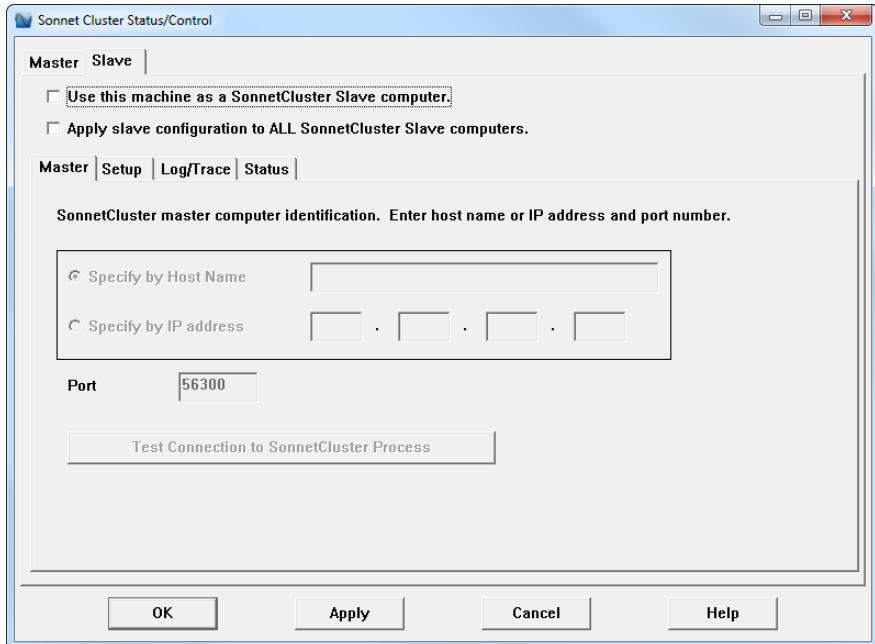 Sonnet Cluster Status/Control
Master Slave
Use this machine as a SonnetCluster Slave computer.
Apply slave configuration to ALL SonnetCluster Slave computers.
Master Setup Log/Trace Status
SonnetCluster master computer identification. Enter host name or IP address and port number.
Specify by Host Name
Specify by IP address . . .
Port 56300
Test Connection to SonnetCluster Process
OK Apply Cancel Help